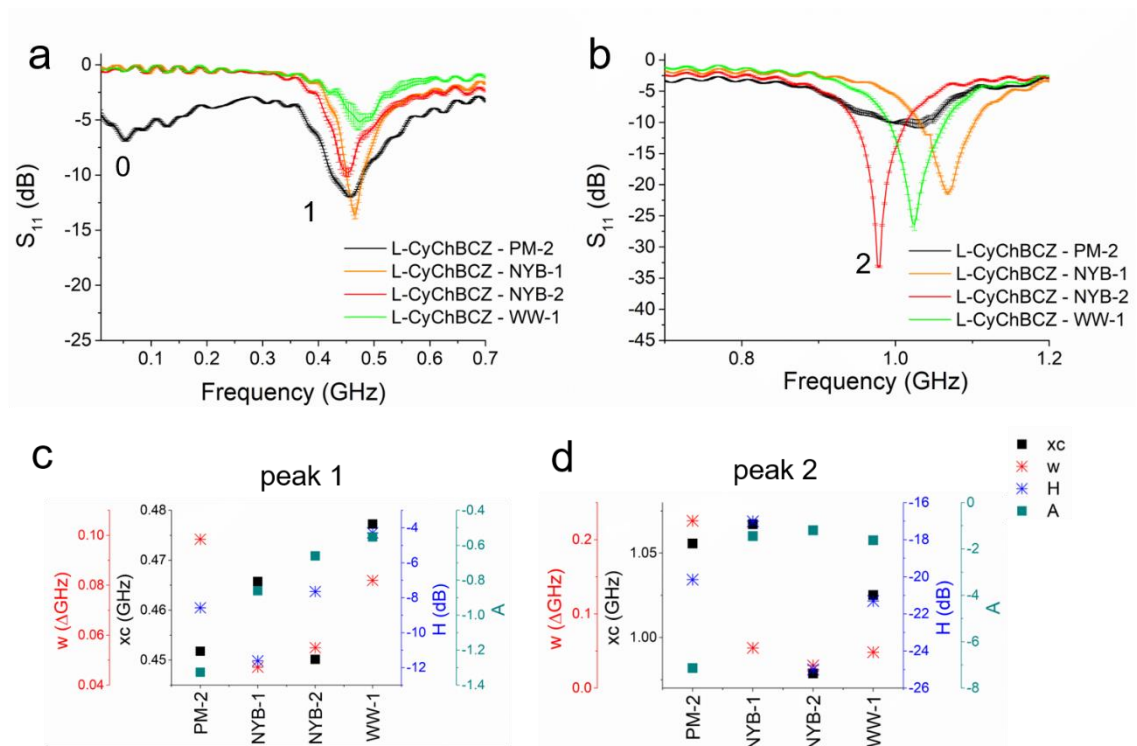 a
0
-5
-10
-15
-20
-25
S11 (dB)
0
1
L-CyChBCZ - PM-2
L-CyChBCZ - NYB-1
L-CyChBCZ - NYB-2
L-CyChBCZ - WW-1
0.1 0.2 0.3 0.4 0.5 0.6 0.7
Frequency (GHz)
b
5
0
-5
-10
-15
-20
-25
-30
-35
-40
-45
S11 (dB)
2
L-CyChBCZ - PM-2
L-CyChBCZ - NYB-1
L-CyChBCZ - NYB-2
L-CyChBCZ - WW-1
0.8 1.0 1.2
Frequency (GHz)
c
peak 1
w (ΔGHz)
0.10
0.08
0.06
0.04
xc (GHz)
0.48
0.47
0.46
0.45
-4
-6
-8
-10
-12
H (dB)
-0.4
-0.6
-0.8
-1.0
-1.2
-1.4
A
PM-2
NYB-1
NYB-2
WW-1
d
peak 2
xc
w
H
A
w (ΔGHz)
0.2
0.1
0.0
xc (GHz)
1.05
1.00
-16
-18
-20
-22
-24
-26
H (dB)
0
-2
-4
-6
-8
A
PM-2
NYB-1
NYB-2
WW-1